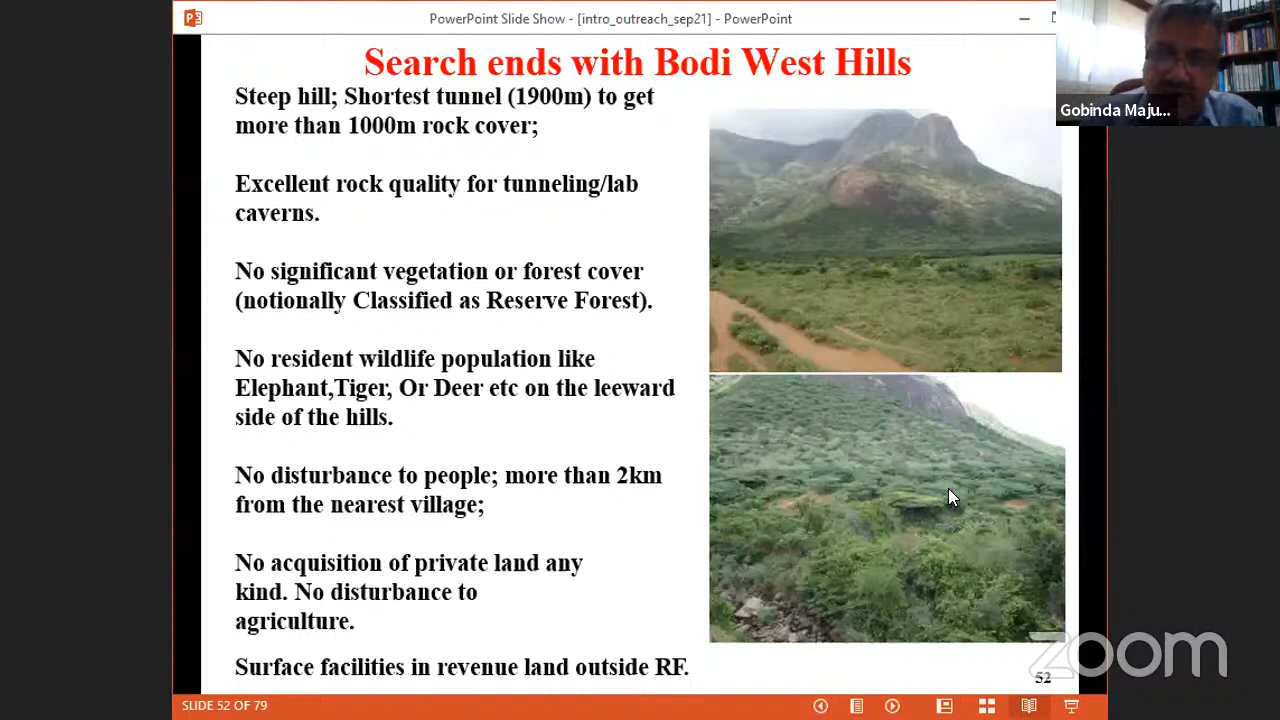 PowerPoint Slide Show - [intro_outreach_sep21] - PowerPoint
Search ends with Bodi West Hills
Steep hill; Shortest tunnel (1900m) to get
more than 1000m rock cover;
Excellent rock quality for tunneling/lab
caverns.
No significant vegetation or forest cover
(notionally Classified as Reserve Forest).
No resident wildlife population like
Elephant,Tiger, Or Deer etc on the leeward
side of the hills.
No disturbance to people; more than 2km
from the nearest village;
No acquisition of private land any
kind. No disturbance to
agriculture.
Surface facilities in revenue land outside RF.
Gobinda Maju...
zoom
52
SLIDE 52 OF 79